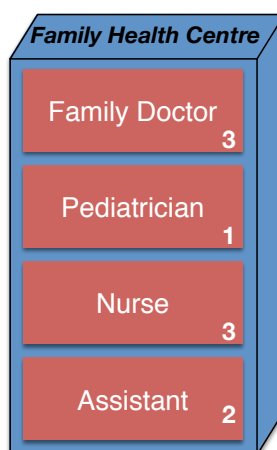 Family Health Centre
Family Doctor
3
Pediatrician
1
Nurse
3
Assistant
2